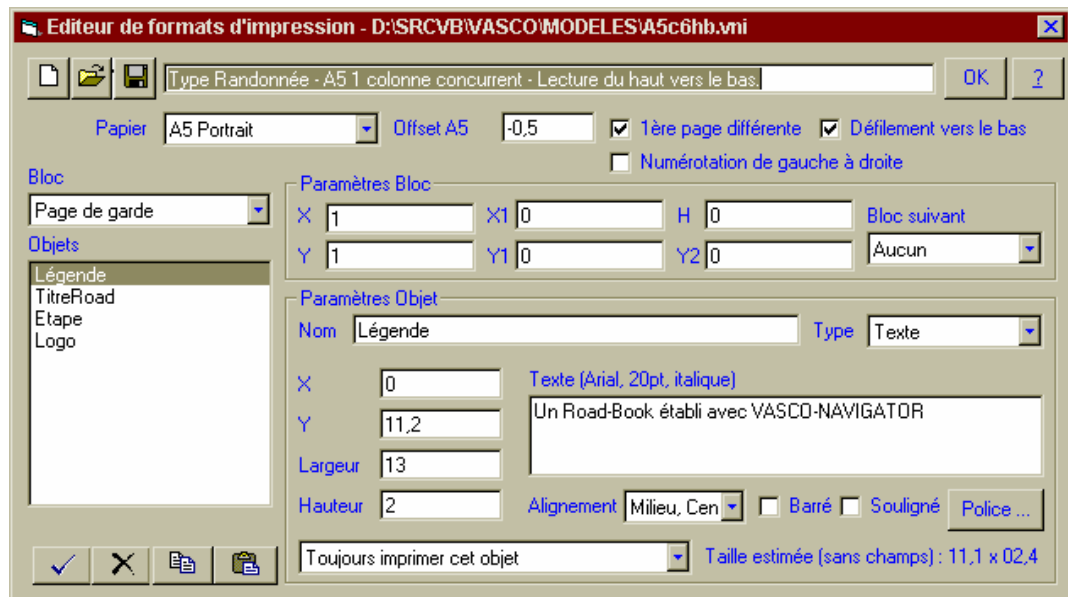 Editeur de formats d'impression - D:\SRCVB\VASCO\MODELES\A5c6hb.vni
Type Randonnée - A5 1 colonne concurrent - Lecture du haut vers le bas. OK ?
Papier A5 Portrait Offset A5 -0,5 1ère page différente Défilement vers le bas
Numérotation de gauche à droite
Bloc
Page de garde
Objets
Légende
TitreRoad
Etape
Logo
Paramètres Bloc
X 1 X1 0 H 0 Bloc suivant
Y 1 Y1 0 Y2 0 Aucun
Paramètres Objet
Nom Légende Type Texte
X 0 Texte (Arial, 20pt, italique)
Y 11,2 Un Road-Book établi avec VASCO-NAVIGATOR
Largeur 13
Hauteur 2 Alignement Milieu, Cen Barré Souligné Police ...
Toujours imprimer cet objet Taille estimée (sans champs) : 11,1 x 02,4